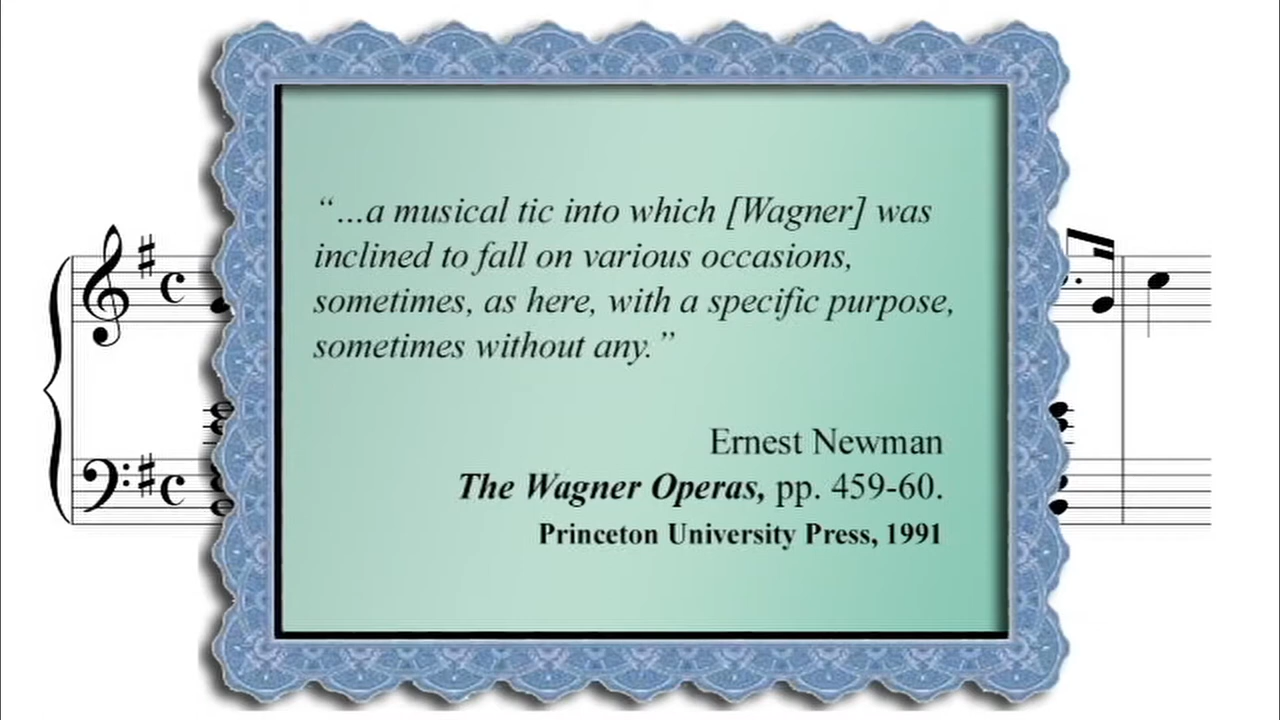 “...a musical tic into which [Wagner] was
inclined to fall on various occasions,
sometimes, as here, with a specific purpose,
sometimes without any.”
Ernest Newman
The Wagner Operas, pp. 459-60.
Princeton University Press, 1991